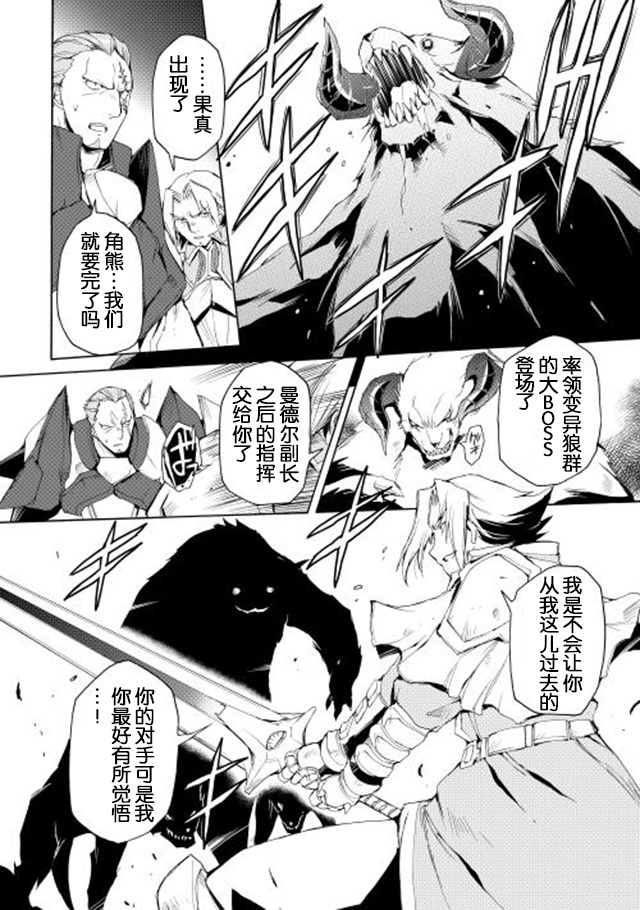 ……果真
出现了
角熊…我们
就要完了吗
率领变异狼群
的大BOSS
登场了
曼德尔副长
之后的指挥
交给你了
我是不会让你
从我这儿过去的
你的对手可是我
你最好有所觉悟
…！